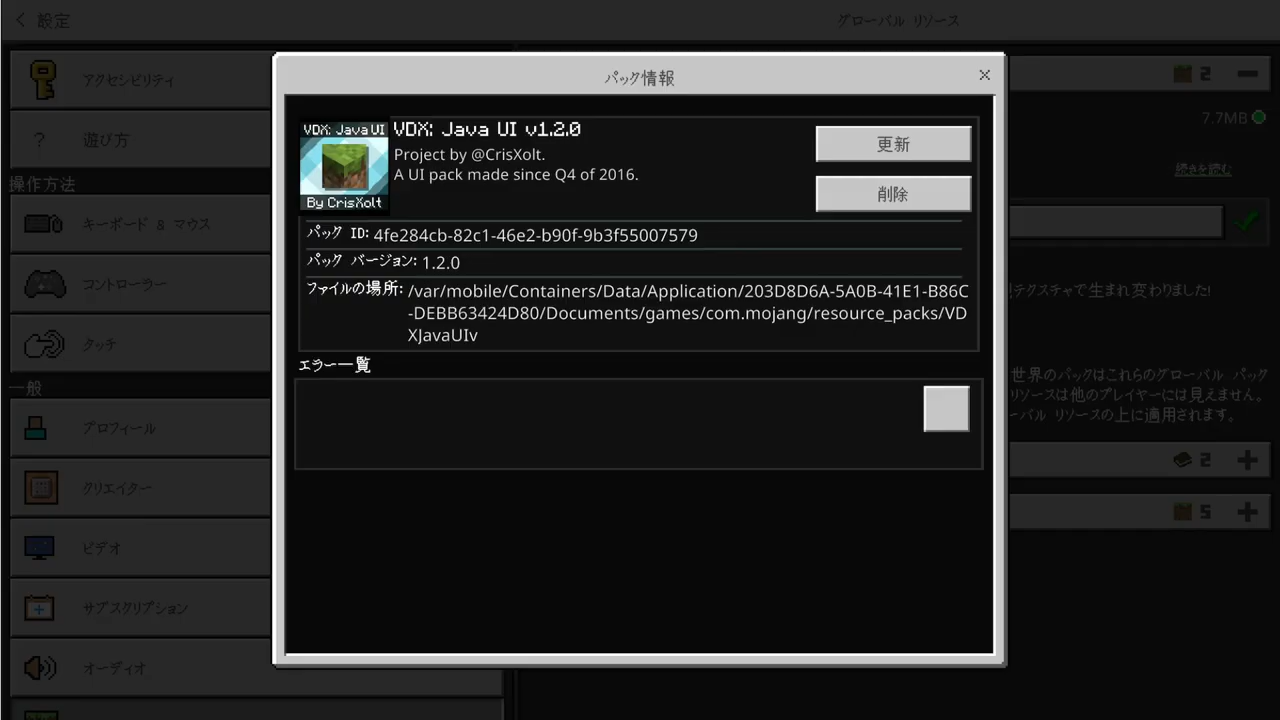 設定
グローバル リソース
アクセシビリティ
遊び方
操作方法
キーボード & マウス
コントローラー
タッチ
一般
プロフィール
クリエイター
ビデオ
サブスクリプション
オーディオ
パック情報
VDX: Java UI
By CrisXolt
VDX: Java UI v1.2.0
Project by @CrisXolt.
A UI pack made since Q4 of 2016.
更新
削除
パック ID: 4fe284cb-82c1-46e2-b90f-9b3f55007579
パック バージョン: 1.2.0
ファイルの場所: /var/mobile/Containers/Data/Application/203D8D6A-5A0B-41E1-B86C
-DEBB63424D80/Documents/games/com.mojang/resource_packs/VD
XJavaUIv
エラー一覧
2
7.7MB
続きを読む
テクスチャで生まれ変わりました!
世界のパックはこれらのグローバル パック
リソースは他のプレイヤーには見えません。
ーバル リソースの上に適用されます。
2
5